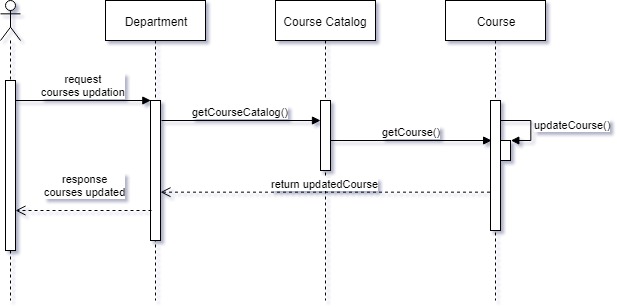 Department
Course Catalog
Course
request
courses updation
getCourseCatalog()
updateCourse()
getCourse()
response
courses updated
return updatedCourse